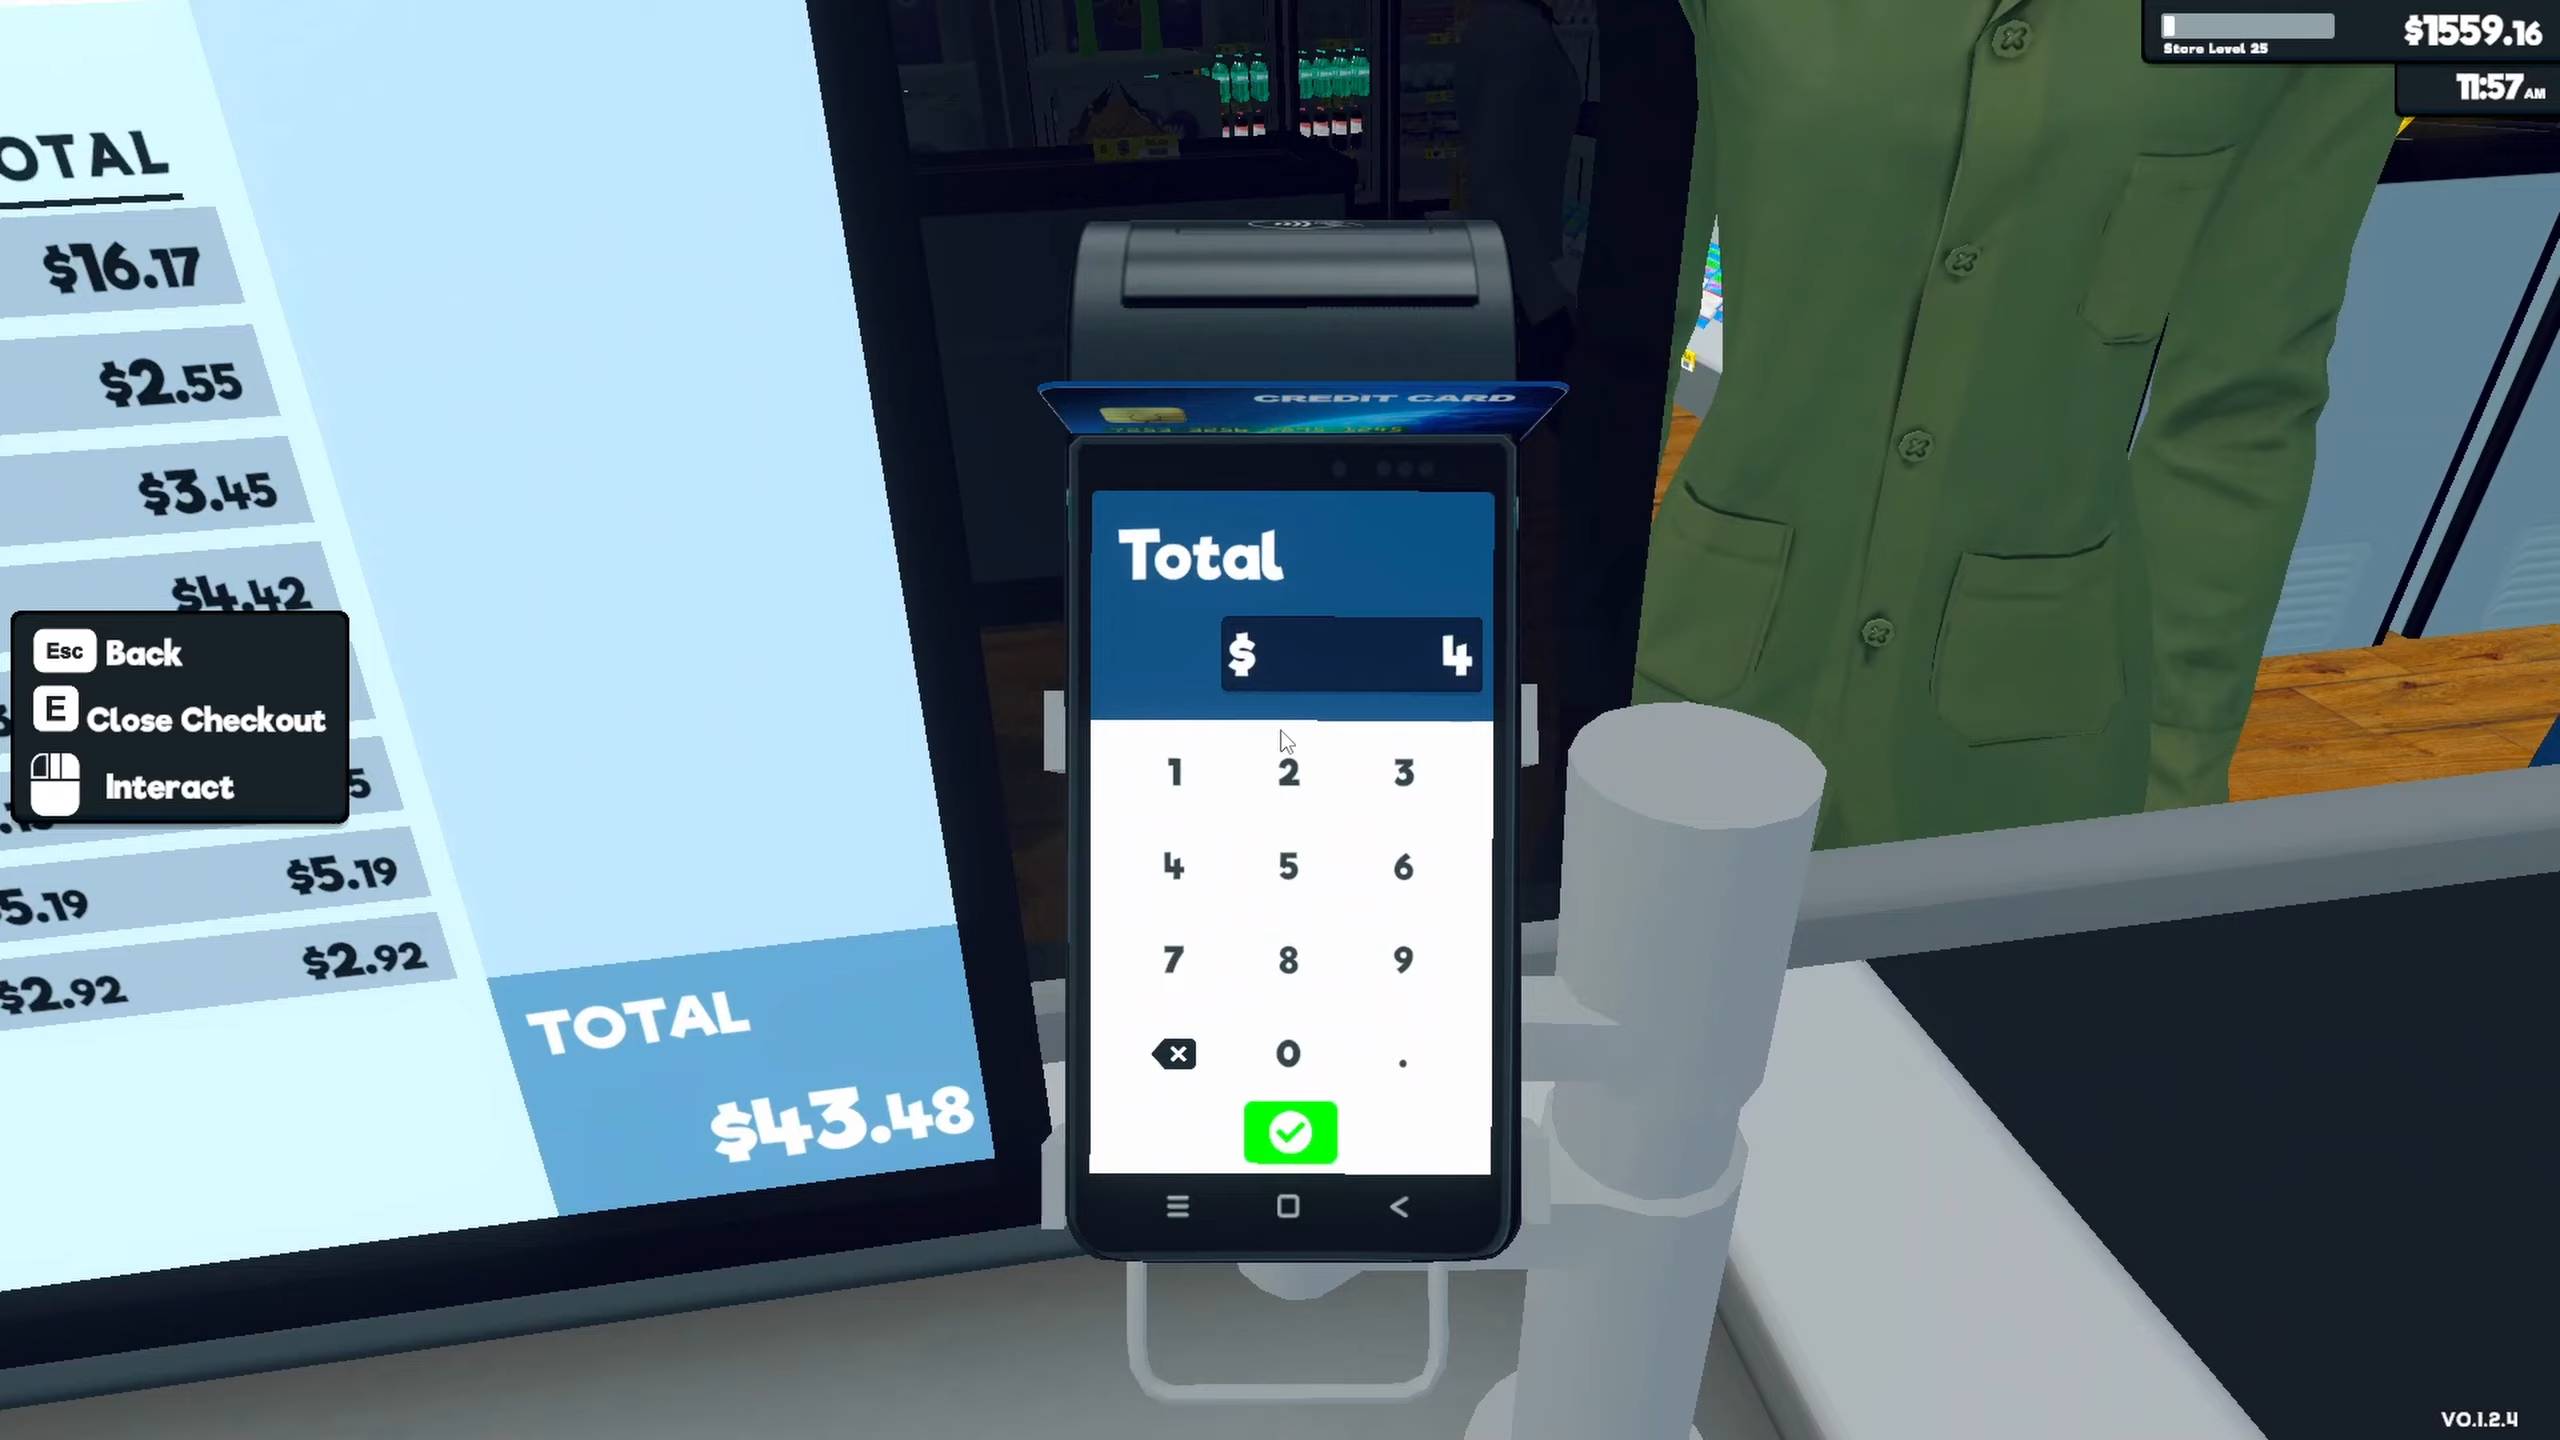 $1559.16
Store Level 25
11:57 AM
OTAL
$16.17
$2.55
$3.45
$4.42
5
5.19 $5.19
$2.92 $2.92
TOTAL
$43.48
Esc Back
E Close Checkout
Interact
CREDIT CARD
Total
$ 4
1 2 3
4 5 6
7 8 9
0 .
V0.1.2.4